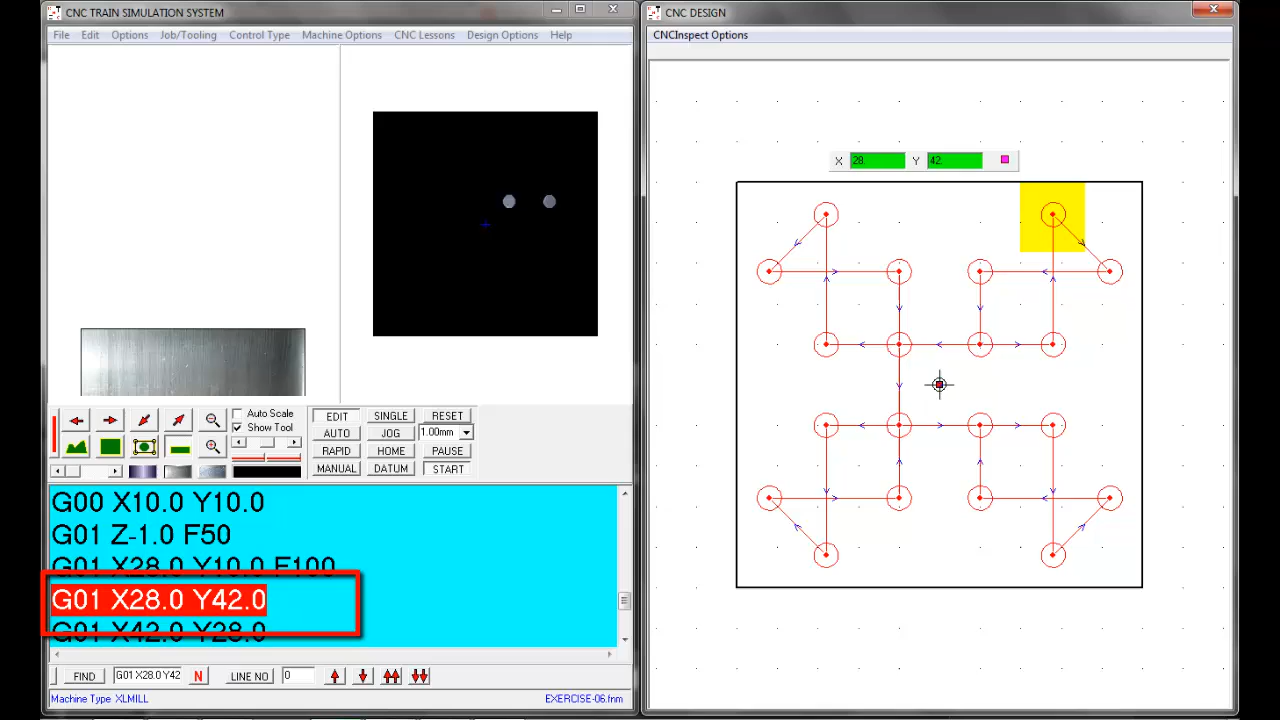 CNC TRAIN SIMULATION SYSTEM
File Edit Options Job/Tooling Control Type Machine Options CNC Lessons Design Options Help
Auto Scale
Show Tool
EDIT SINGLE RESET
AUTO JOG 1.00mm
RAPID HOME PAUSE
MANUAL DATUM START
G00 X10.0 Y10.0
G01 Z-1.0 F50
G01 X28.0 Y10.0 F100
G01 X28.0 Y42.0
G01 X42.0 Y28.0
FIND G01 X28.0 Y42 N LINE NO 0
Machine Type XLMILL EXERCISE-06.fnm
CNC DESIGN
CNCInspect Options
X 28. Y 42.